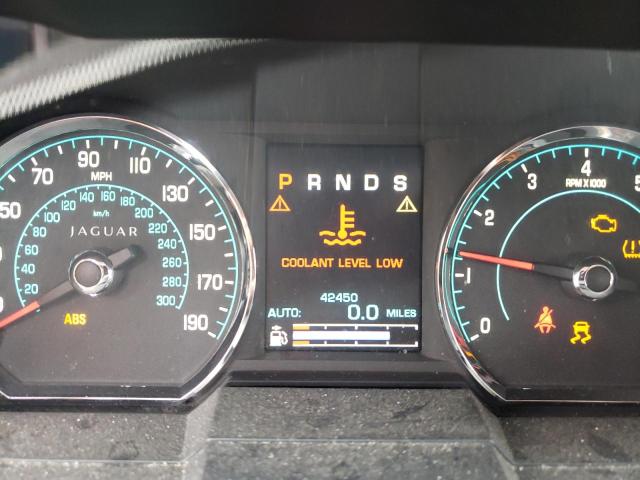 50 70 90 110 130 150 170 190
MPH
20 40 60 80 100 120 140 160 180 200 220 240 260 280 300
km/h
JAGUAR
ABS
P R N D S
COOLANT LEVEL LOW
42450
AUTO: 0.0 MILES
0 1 2 3 4 5
RPM X 1000